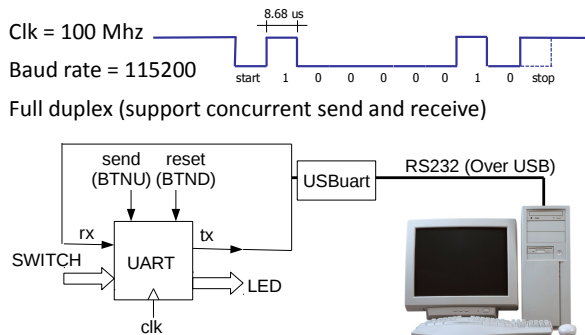 8.68 us
Clk = 100 Mhz
Baud rate = 115200
start 1 0 0 0 0 0 1 0 stop
Full duplex (support concurrent send and receive)
send reset
(BTNU) (BTND)
USBuart
RS232 (Over USB)
rx tx
SWITCH
UART
LED
clk